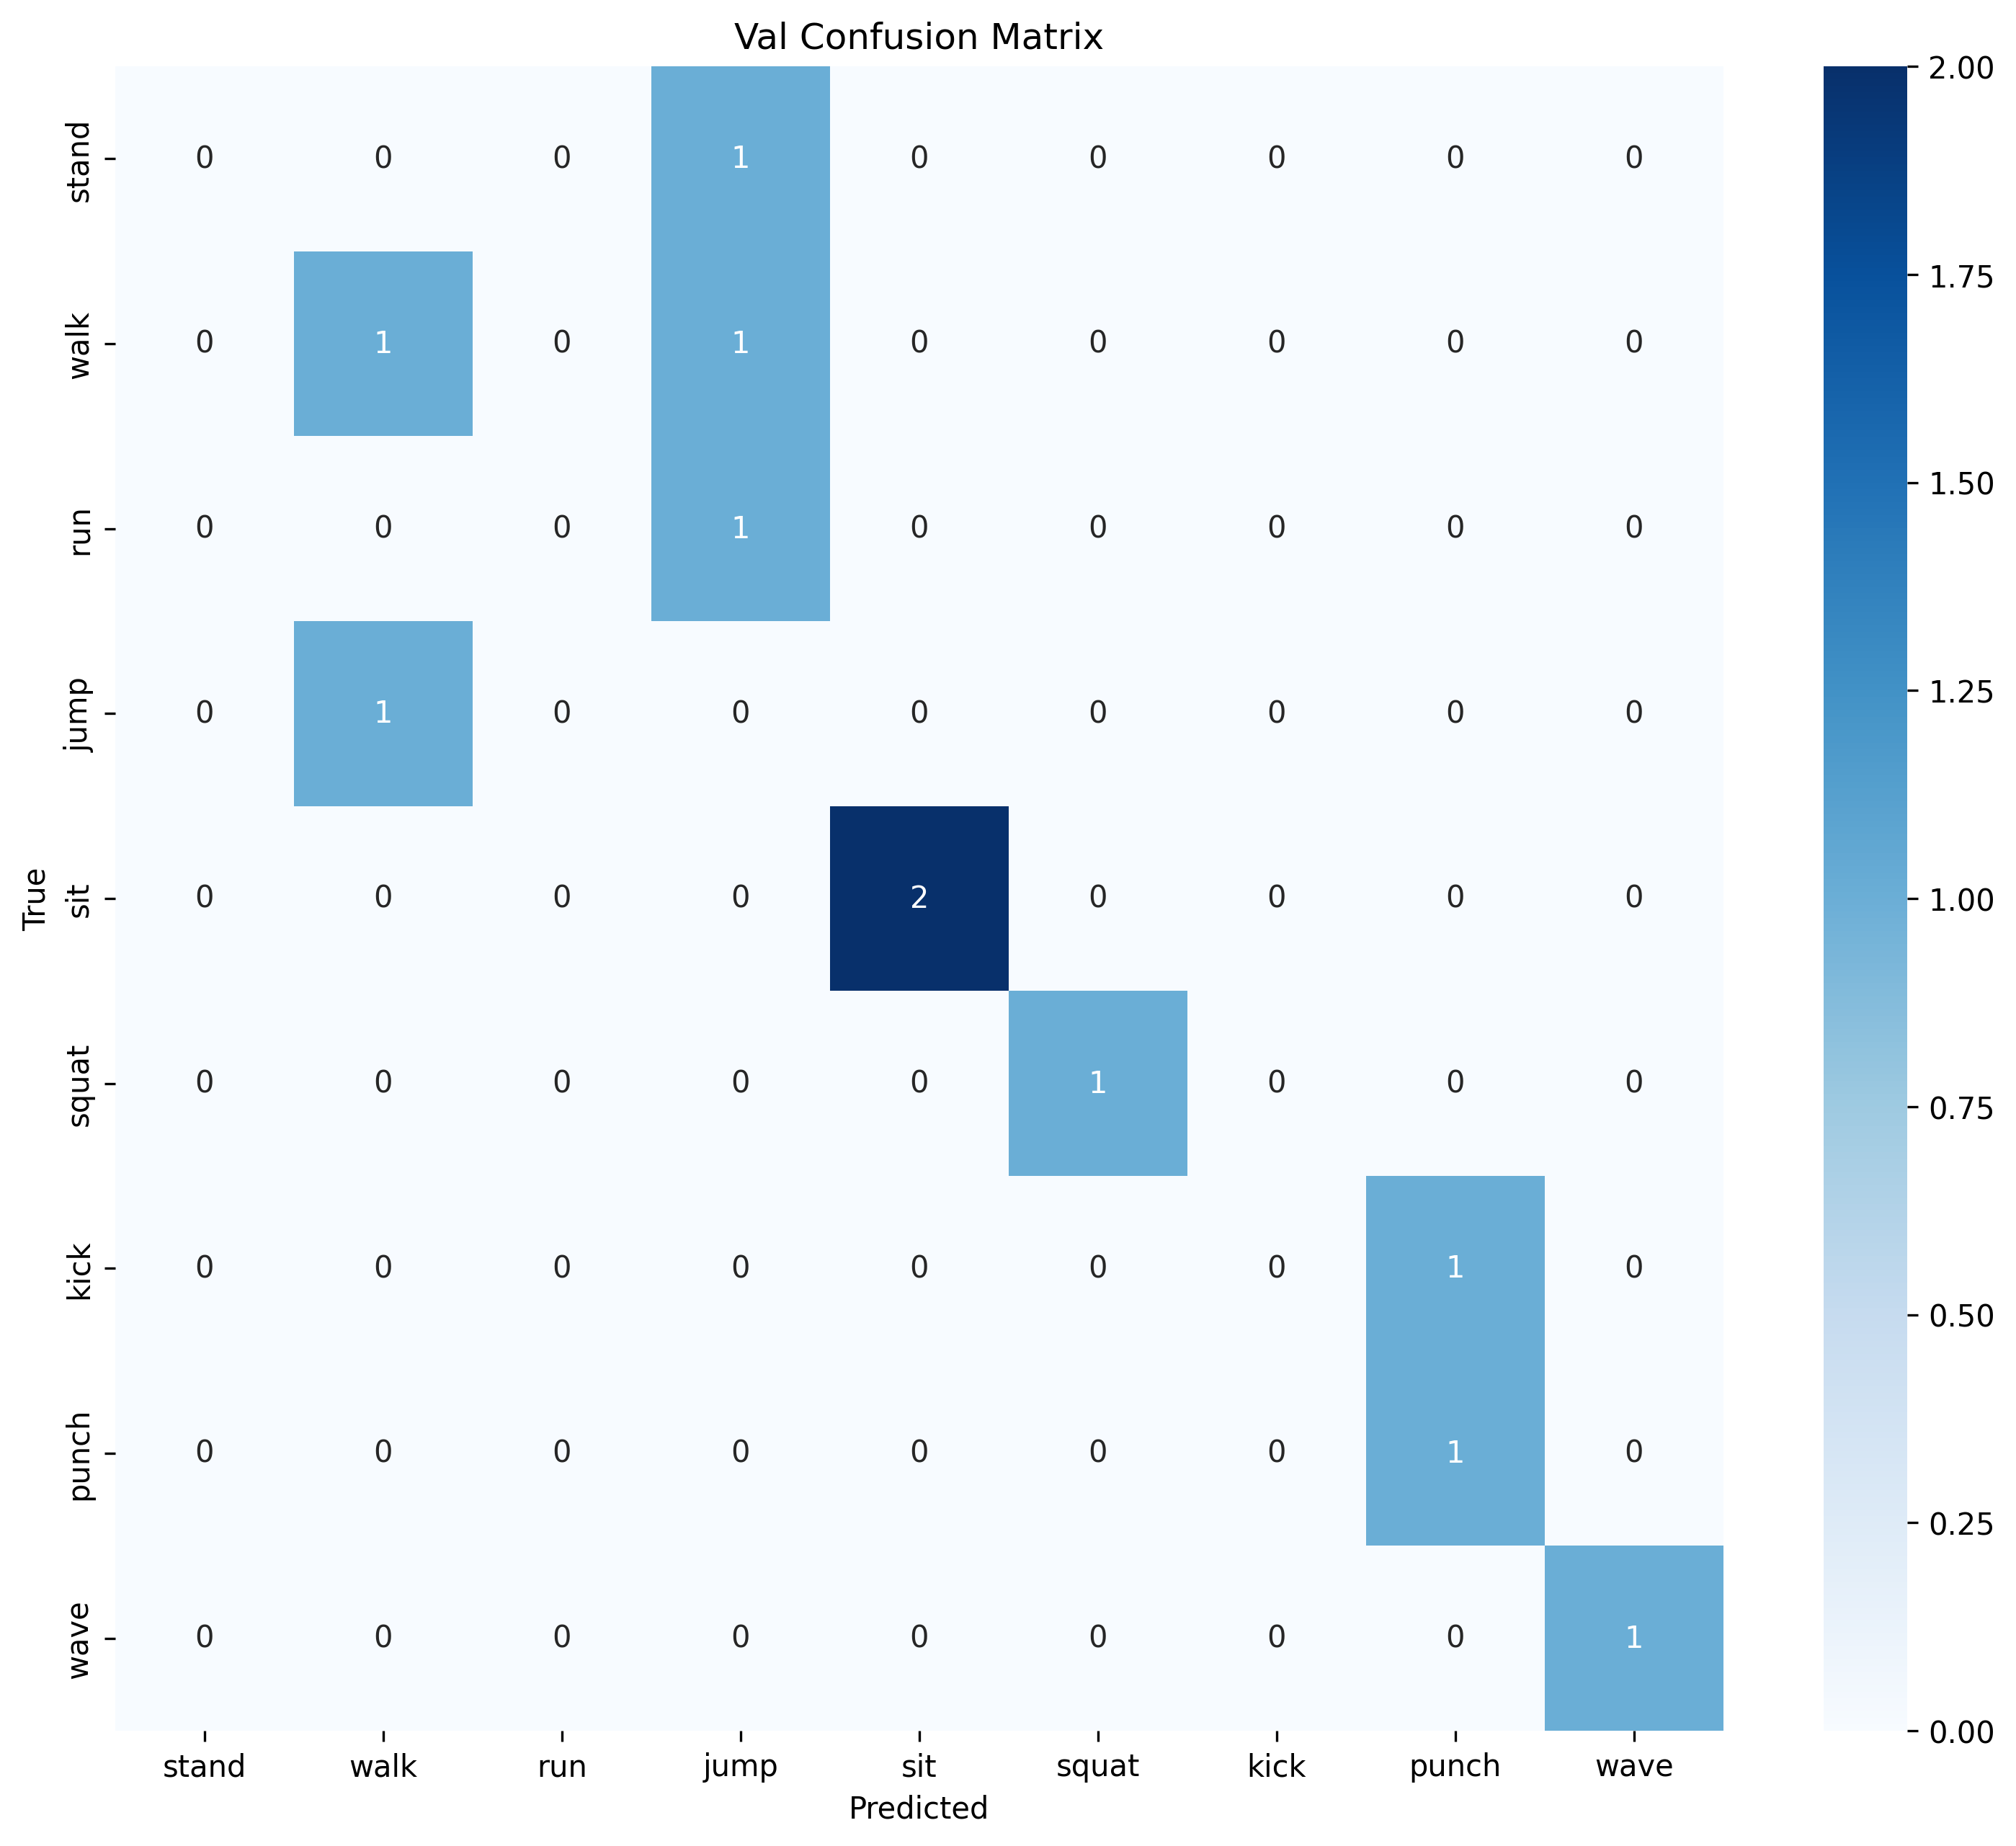 Val Confusion Matrix
stand 0 0 0 1 0 0 0 0 0
walk 0 1 0 1 0 0 0 0 0
run 0 0 0 1 0 0 0 0 0
jump 0 1 0 0 0 0 0 0 0
sit 0 0 0 0 2 0 0 0 0
squat 0 0 0 0 0 1 0 0 0
kick 0 0 0 0 0 0 0 1 0
punch 0 0 0 0 0 0 0 1 0
wave 0 0 0 0 0 0 0 0 1
True
stand walk run jump sit squat kick punch wave
Predicted
2.00
1.75
1.50
1.25
1.00
0.75
0.50
0.25
0.00